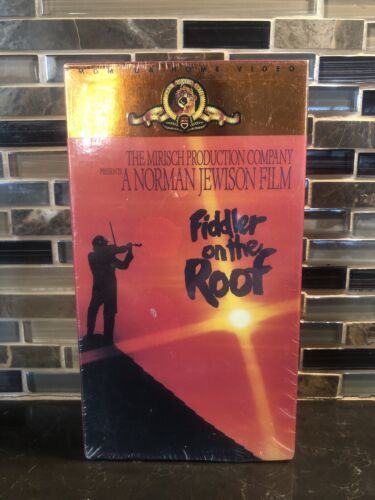 MGM/UA HOME VIDEO
THE MIRISCH PRODUCTION COMPANY
PRESENTS A NORMAN JEWISON FILM
Fiddler
on the
Roof